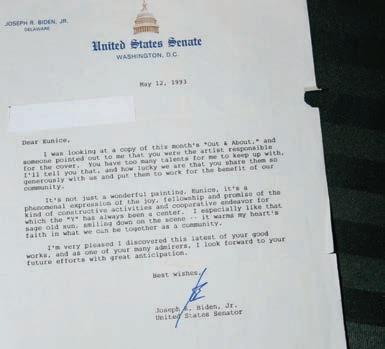 JOSEPH R. BIDEN, JR.
DELAWARE
United States Senate
WASHINGTON, D.C.
May 12, 1993
Dear Eunice,
I was looking at a copy of this month's "Out & About," and
someone pointed out to me that you were the artist responsible
for the cover. You have too many talents for me to keep up with,
I'll tell you that, and how lucky we are that you share them so
generously with us and put them to work for the benefit of our
community.
It's not just a wonderful painting, Eunice, it's a
phenomenal expression of the joy, fellowship and promise of the
kind of constructive activities and cooperative endeavor for
which the "Y" has always been a center. I especially like that
sage old sun, smiling down on the scene -- it warms my heart's
faith in what we can be together as a community.
I'm very pleased I discovered this latest of your good
works, and as one of your many admirers, I look forward to your
future efforts with great anticipation.
Best wishes,
Joseph R. Biden, Jr.
United States Senator